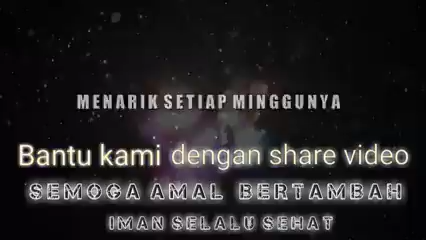 MENARIK SETIAP MINGGUNYA
Bantu kami dengan share video
SEMOGA AMAL BERTAMBAH
IMAN SELALU SEHAT